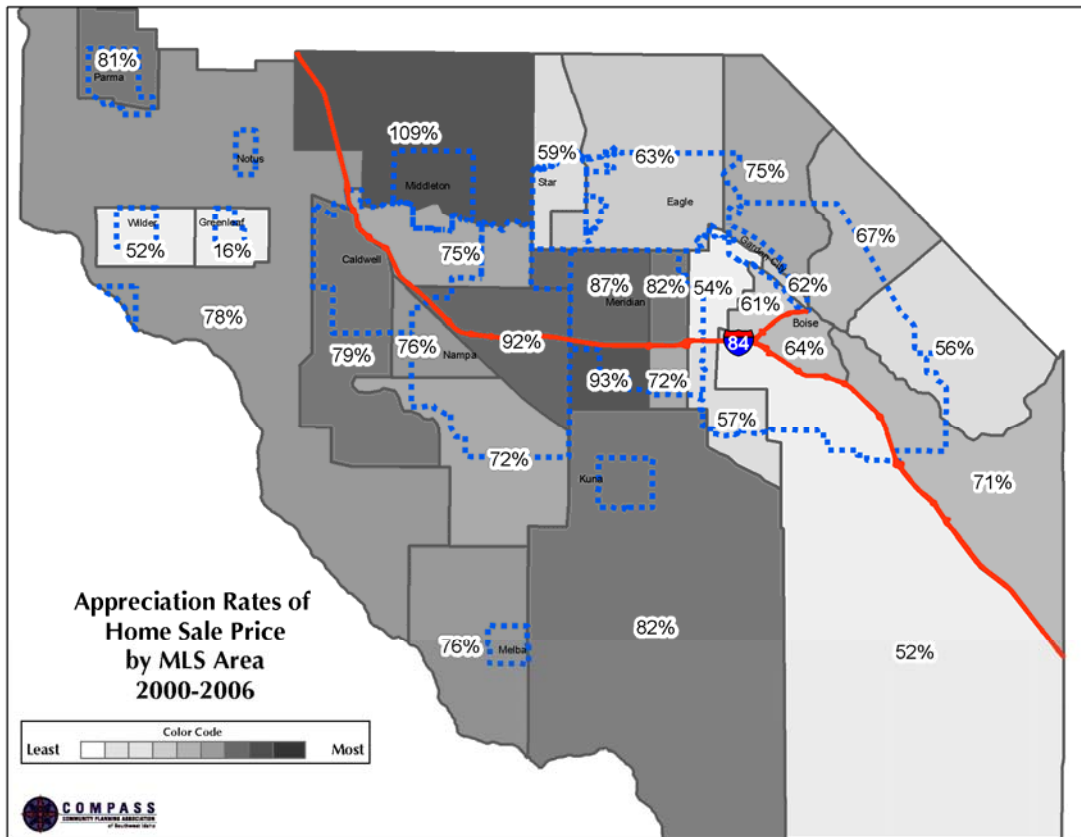 81%
Parma
109%
59%
63%
Notus
75%
Middleton
Star
Eagle
Wilder
Greenleaf
67%
52%
16%
Caldwell
75%
Garden City
87%
82%
54%
62%
Meridian
61%
Boise
78%
92%
84
64%
56%
79%
76%
Nampa
93%
72%
57%
72%
Kuna
71%
Appreciation Rates of
Home Sale Price
by MLS Area
2000-2006
76%
Melba
82%
52%
Color Code
Least
Most
COMPASS
COMMUNITY PLANNING ASSOCIATION
of Southwest Idaho